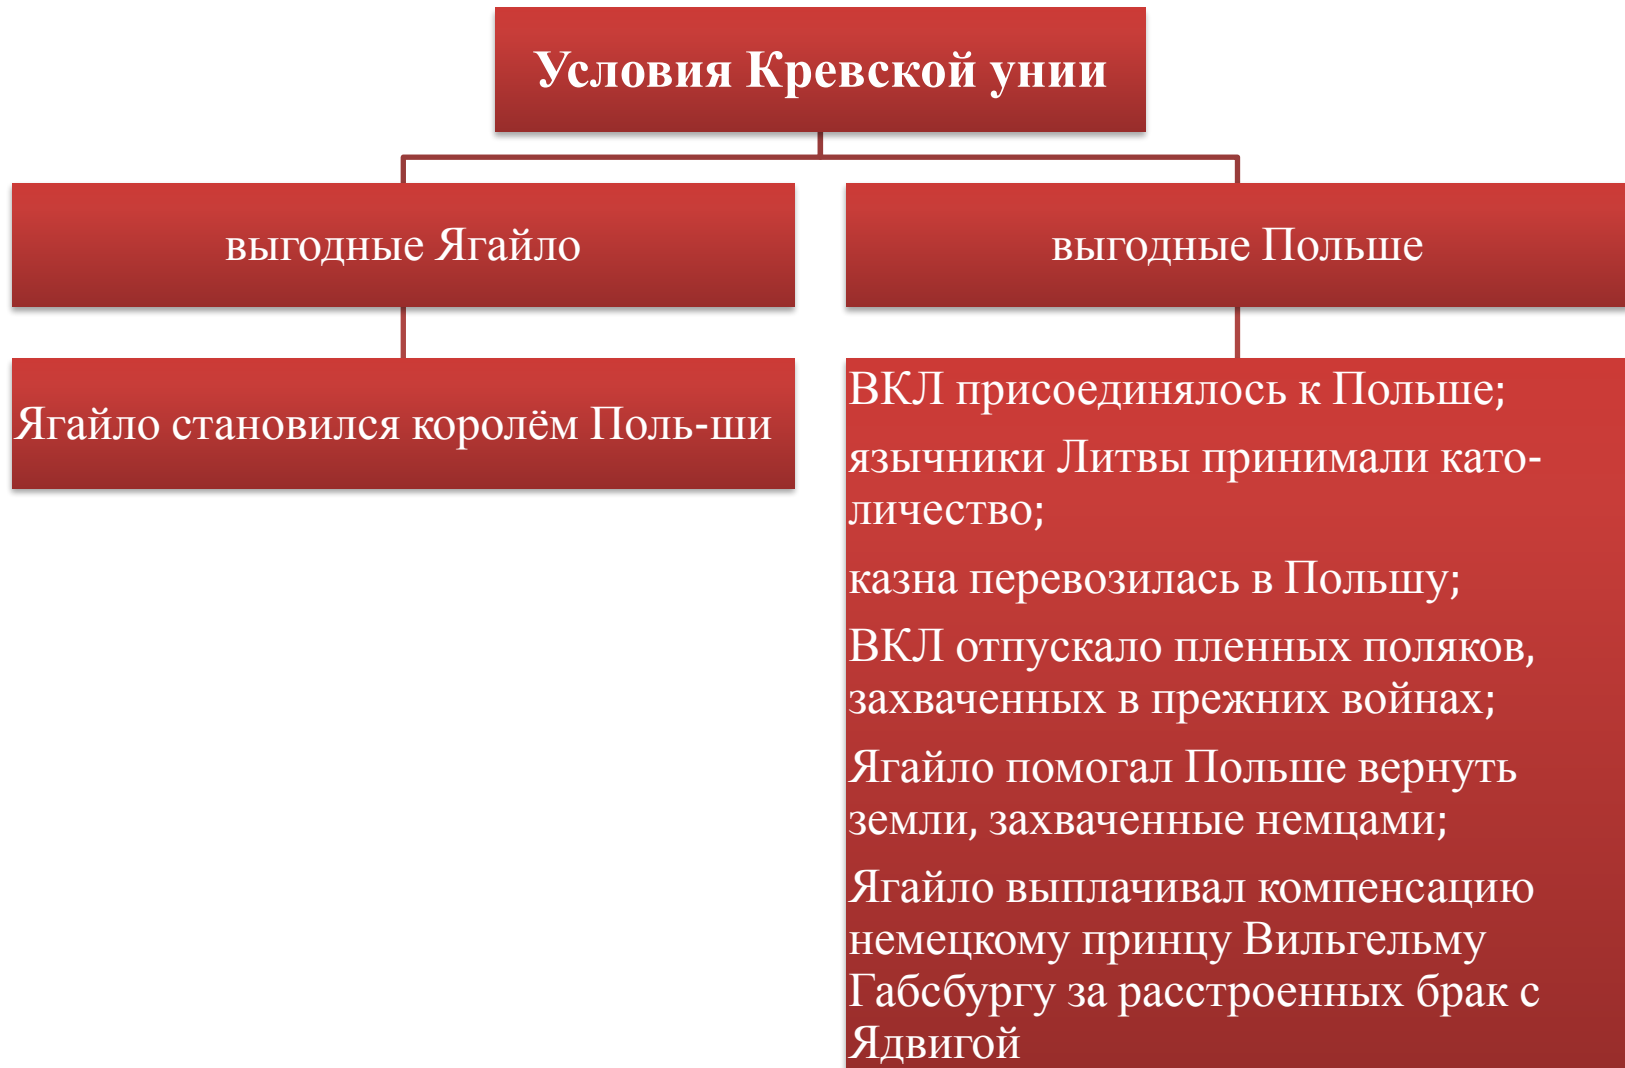 Условия Кревской унии
выгодные Ягайло
выгодные Польше
Ягайло становился королём Поль-ши
ВКЛ присоединялось к Польше;
язычники Литвы принимали като-
личество;
казна перевозилась в Польшу;
ВКЛ отпускало пленных поляков,
захваченных в прежних войнах;
Ягайло помогал Польше вернуть
земли, захваченные немцами;
Ягайло выплачивал компенсацию
немецкому принцу Вильгельму
Габсбургу за расстроенных брак с
Ядвигой